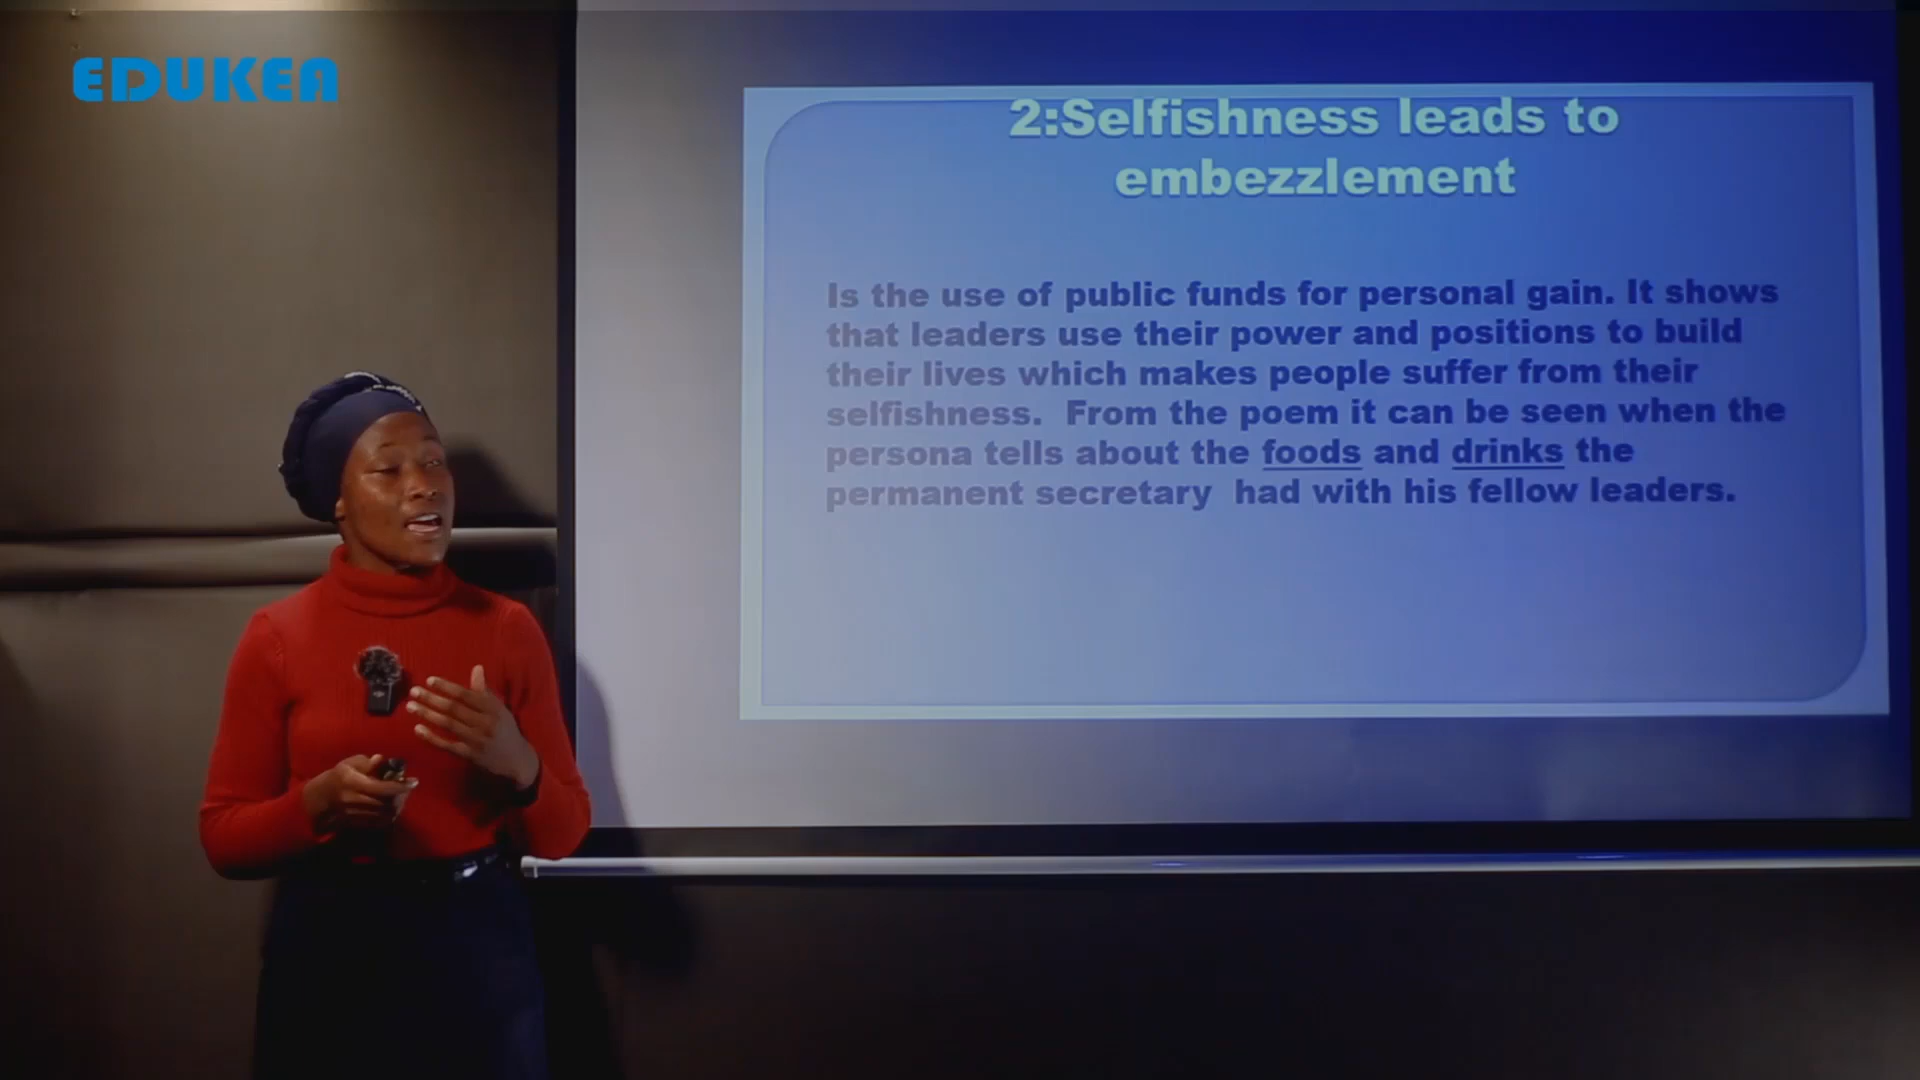 EDUKEA
2:Selfishness leads to
embezzlement
Is the use of public funds for personal gain. It shows
that leaders use their power and positions to build
their lives which makes people suffer from their
selfishness.  From the poem it can be seen when the
persona tells about the foods and drinks the
permanent secretary  had with his fellow leaders.